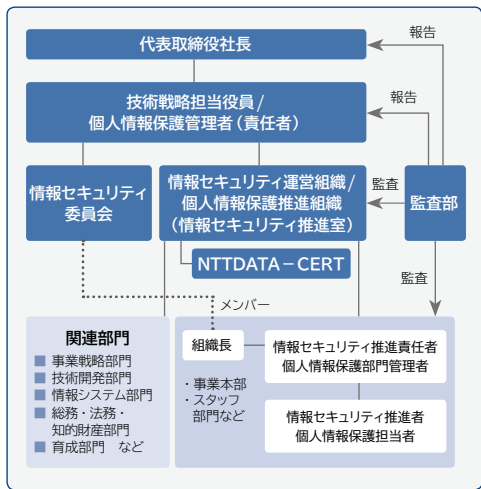 代表取締役社長
報告
技術戦略担当役員/
個人情報保護管理者(責任者)
報告
情報セキュリティ
委員会
情報セキュリティ運営組織/
個人情報保護推進組織
(情報セキュリティ推進室)
監査
監査部
NTTDATA-CERT
監査
メンバー
関連部門
■ 事業戦略部門
■ 技術開発部門
■ 情報システム部門
■ 総務・法務・
知的財産部門
■ 育成部門 など
組織長
・事業本部
・スタッフ
部門など
情報セキュリティ推進責任者
個人情報保護部門管理者
情報セキュリティ推進者
個人情報保護担当者